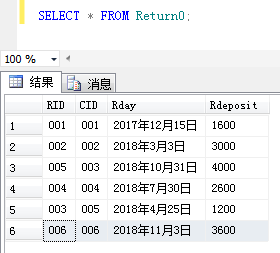 SELECT * FROM Return0;
100 %
结果 消息
RID CID Rday Rdeposit
1 001 001 2017年12月15日 1600
2 002 002 2018年3月3日 3000
3 005 003 2018年10月31日 4000
4 004 004 2018年7月30日 2600
5 003 005 2018年4月25日 1200
6 006 006 2018年11月3日 3600